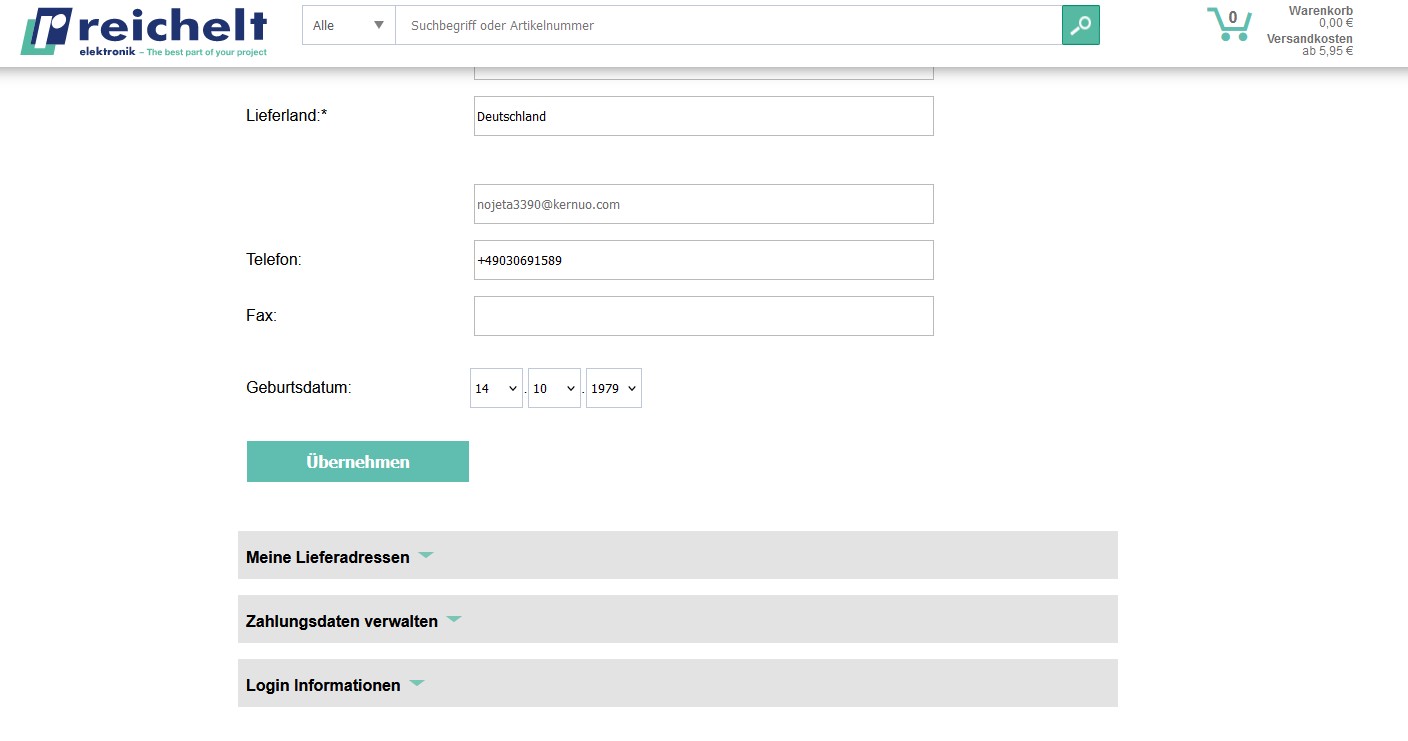 reichelt
elektronik – The best part of your project
Alle
Suchbegriff oder Artikelnummer
0
Warenkorb
0,00 €
Versandkosten
ab 5,95 €
Lieferland:* Deutschland
nojeta3390@kernuo.com
Telefon: +49030691589
Fax:
Geburtsdatum: 14 . 10 . 1979
Übernehmen
Meine Lieferadressen
Zahlungsdaten verwalten
Login Informationen